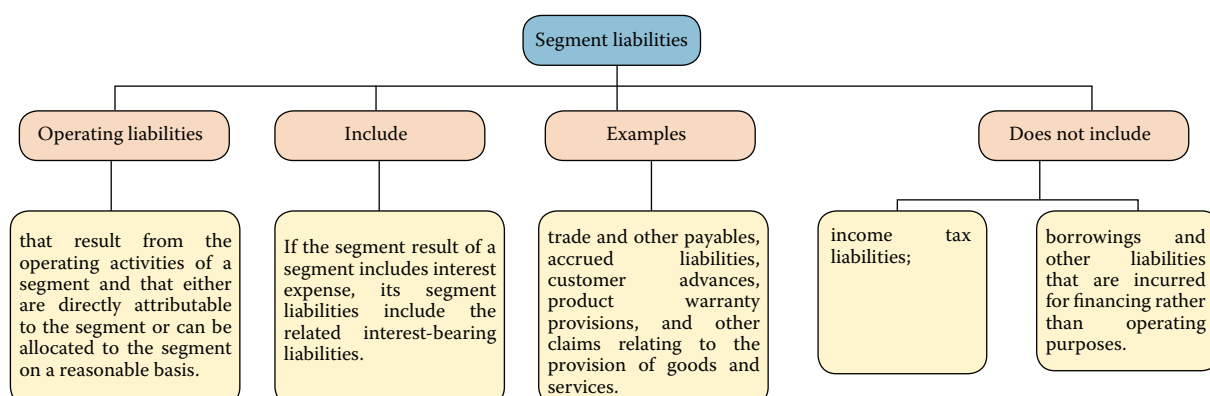 Segment liabilities
Operating liabilities
Include
Examples
Does not include
that result from the
operating activities of a
segment and that either
are directly attributable
to the segment or can be
allocated to the segment
on a reasonable basis.
If the segment result of a
segment includes interest
expense, its segment
liabilities include the
related interest-bearing
liabilities.
trade and other payables,
accrued liabilities,
customer advances,
product warranty
provisions, and other
claims relating to the
provision of goods and
services.
income tax
liabilities;
borrowings and
other liabilities
that are incurred
for financing rather
than operating
purposes.